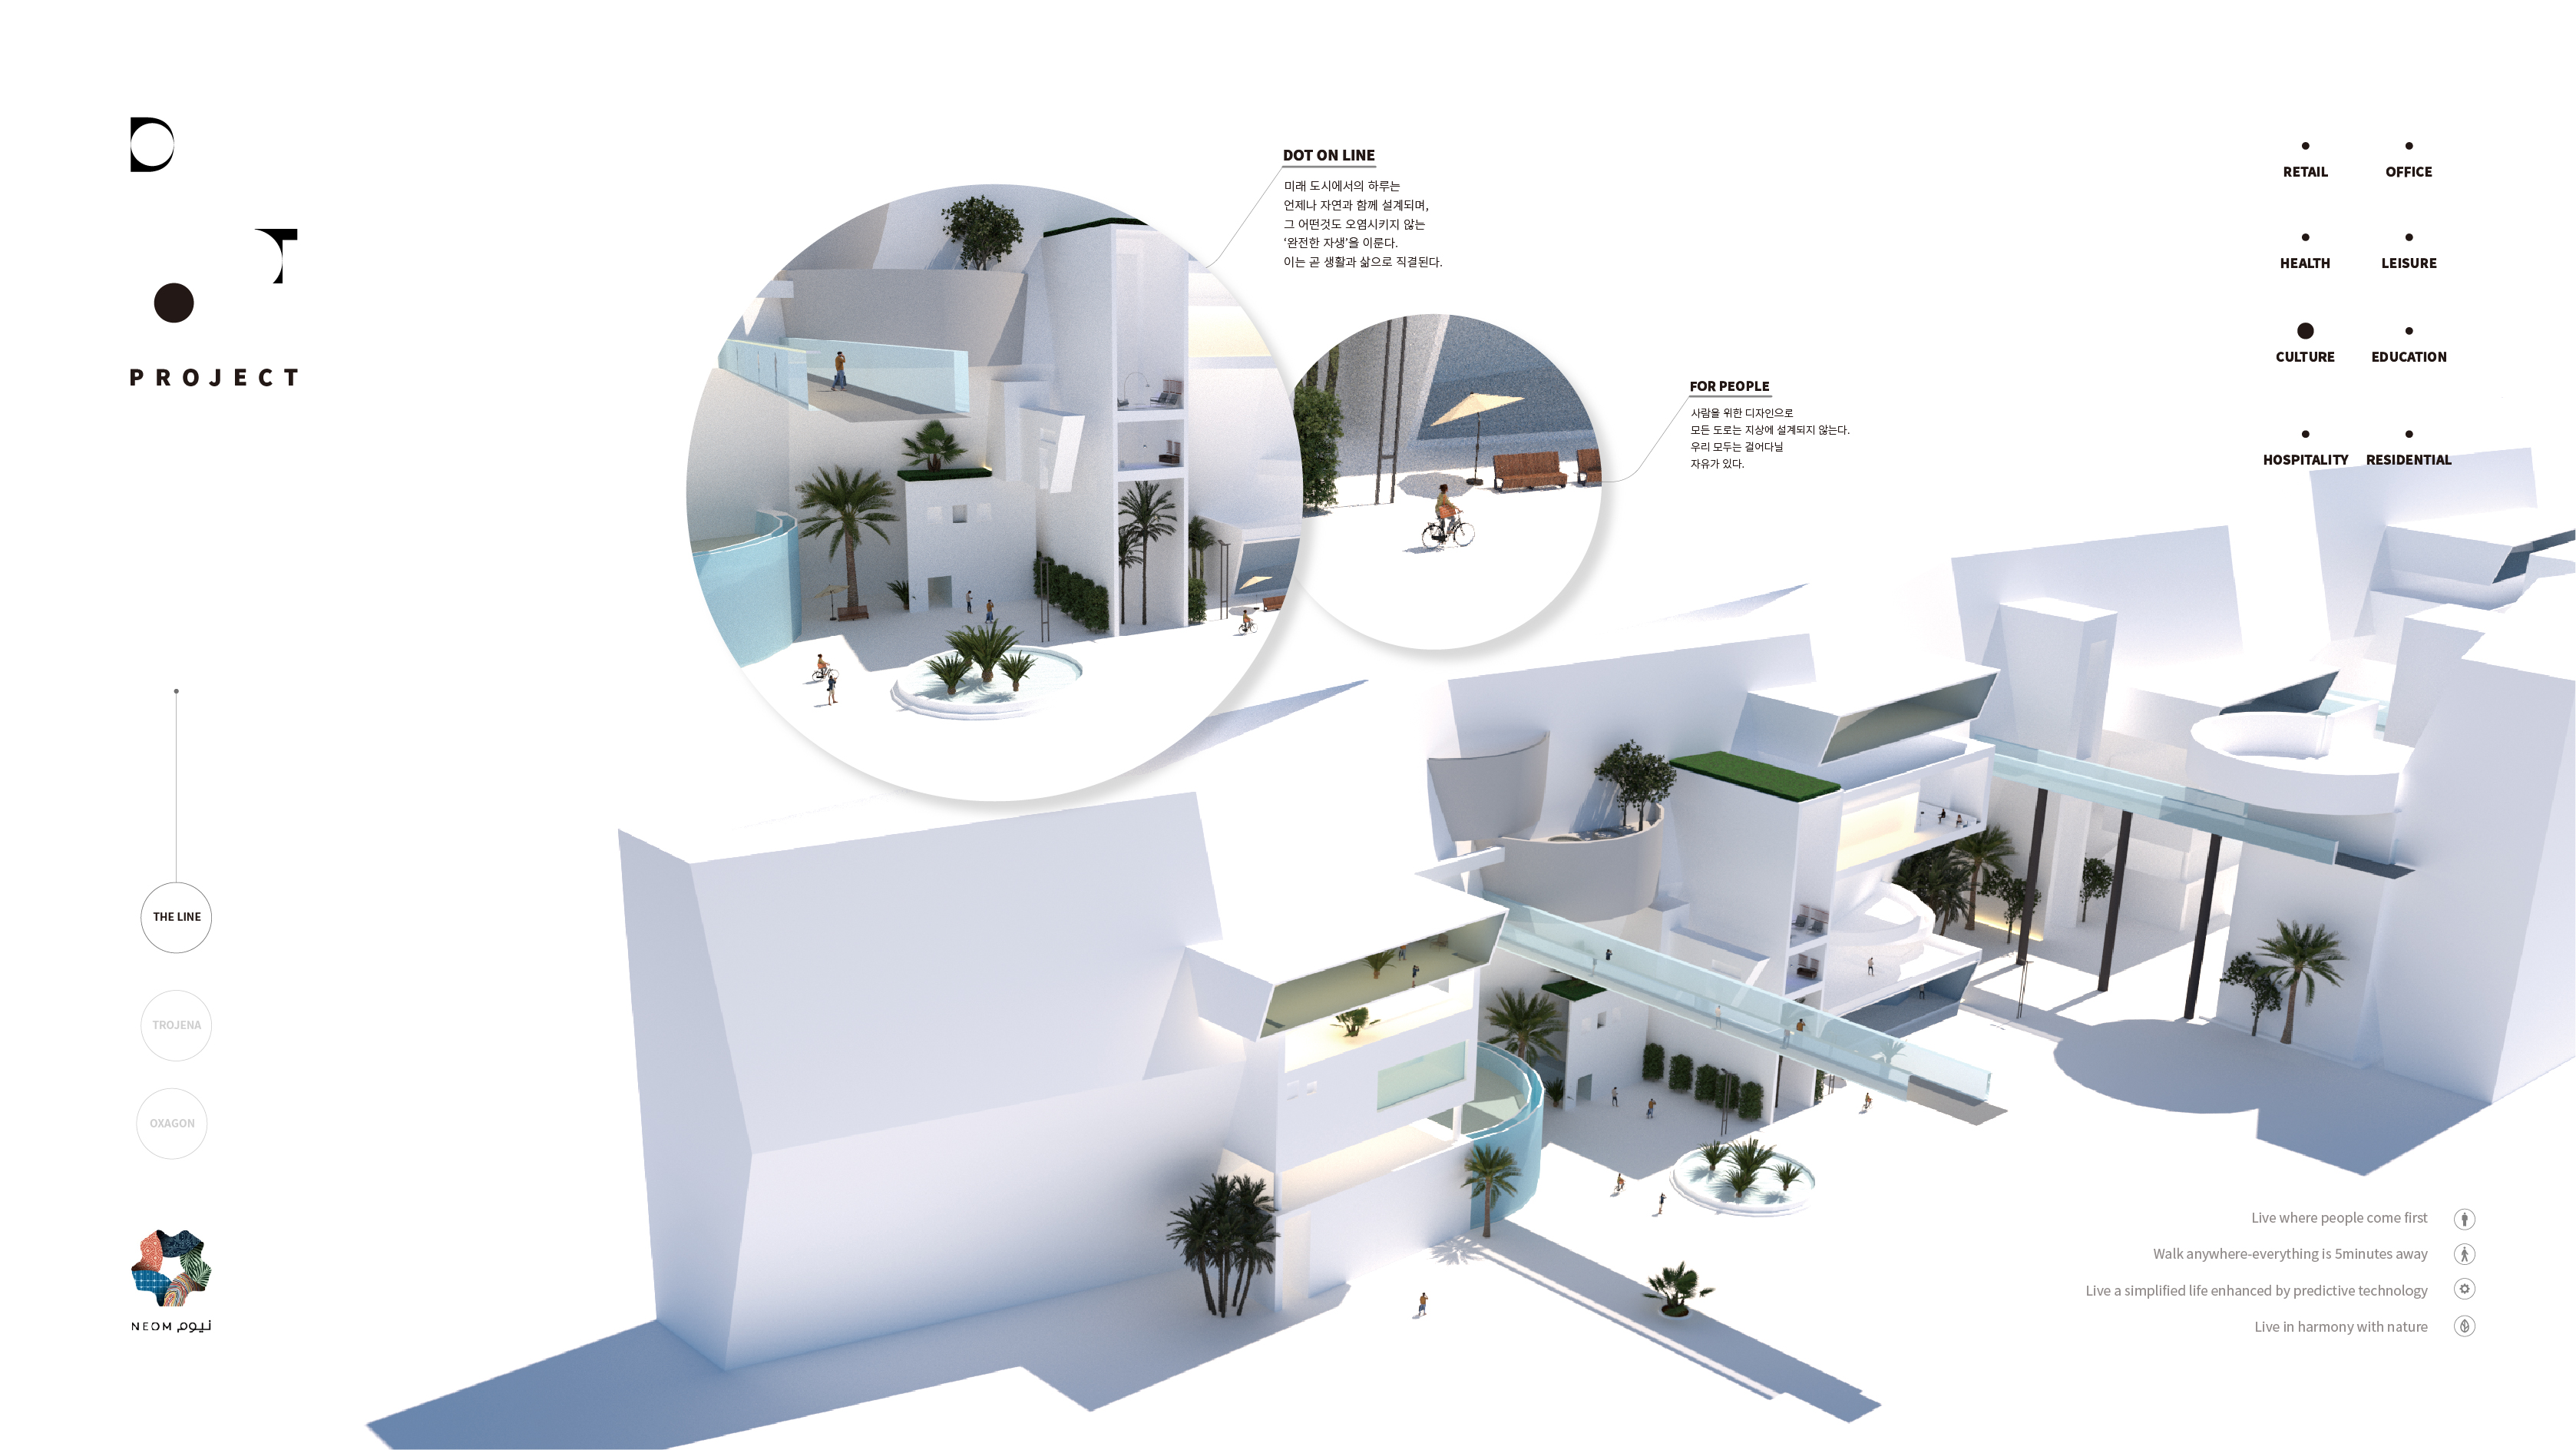 D
T
PROJECT
DOT ON LINE
미래 도시에서의 하루는
언제나 자연과 함께 설계되며,
그 어떤것도 오염시키지 않는
‘완전한 자생’을 이룬다.
이는 곧 생활과 삶으로 직결된다.
FOR PEOPLE
사람을 위한 디자인으로
모든 도로는 지상에 설계되지 않는다.
우리 모두는 걸어다닐
자유가 있다.
RETAIL OFFICE
HEALTH LEISURE
CULTURE EDUCATION
HOSPITALITY RESIDENTIAL
THE LINE
TROJENA
OXAGON
NEOM نيوم
Live where people come first
Walk anywhere-everything is 5minutes away
Live a simplified life enhanced by predictive technology
Live in harmony with nature